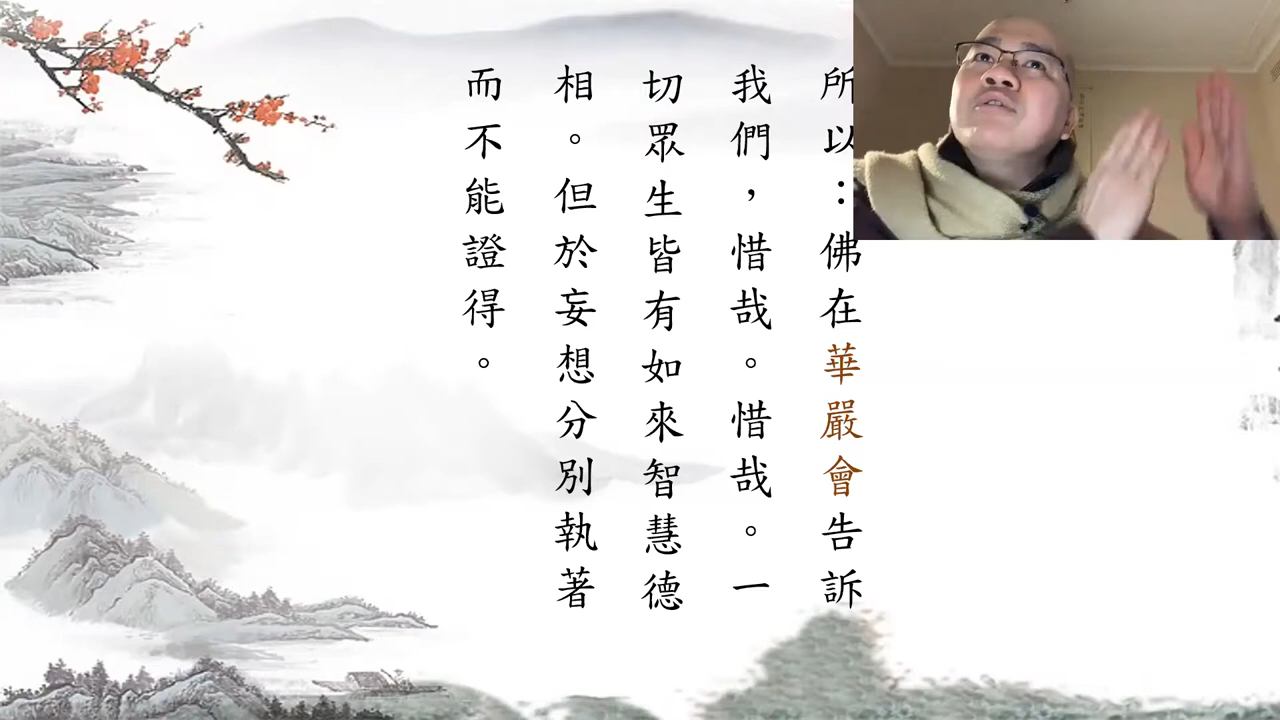 所以：佛在華嚴會告訴
我們，惜哉。惜哉。一
切眾生皆有如來智慧德
相。但於妄想分別執著
而不能證得。